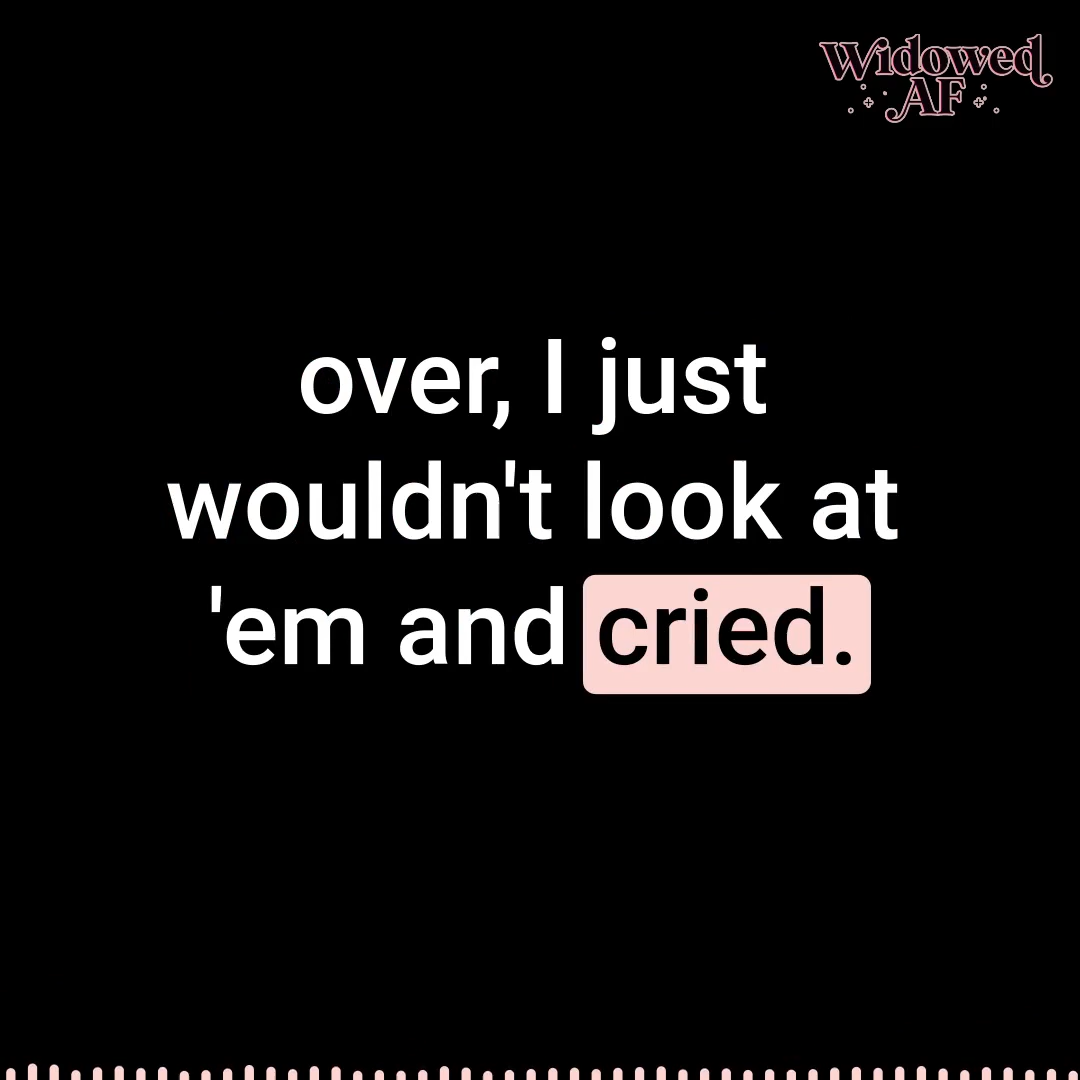 Widowed
AF
over, I just
wouldn't look at
'em and cried.